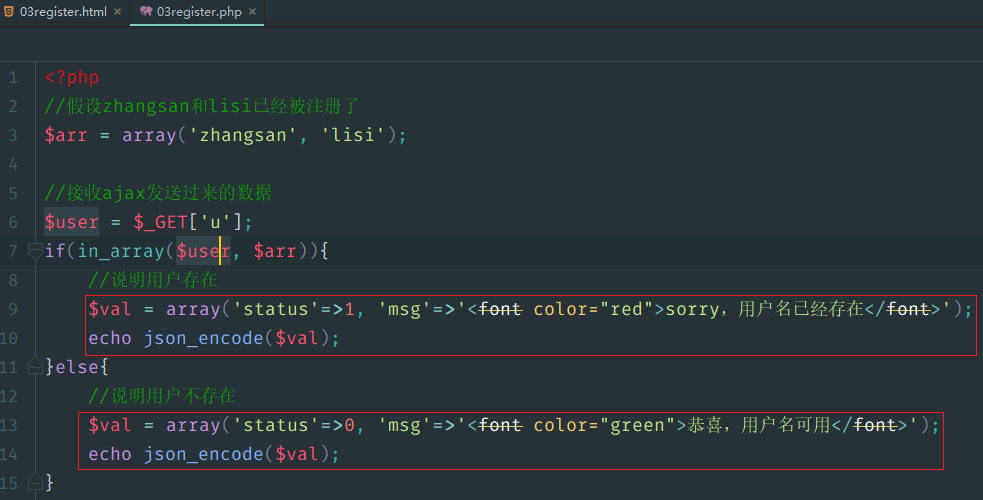 03register.html × 03register.php ×
1 <?php
2 //假设zhangsan和lisi已经被注册了
3 $arr = array('zhangsan', 'lisi');
4
5 //接收ajax发送过来的数据
6 $user = $_GET['u'];
7 if(in_array($user, $arr)){
8 //说明用户存在
9 $val = array('status'=>1, 'msg'=>'<font color="red">sorry，用户名已经存在</font>');
10 echo json_encode($val);
11 }else{
12 //说明用户不存在
13 $val = array('status'=>0, 'msg'=>'<font color="green">恭喜，用户名可用</font>');
14 echo json_encode($val);
15 }